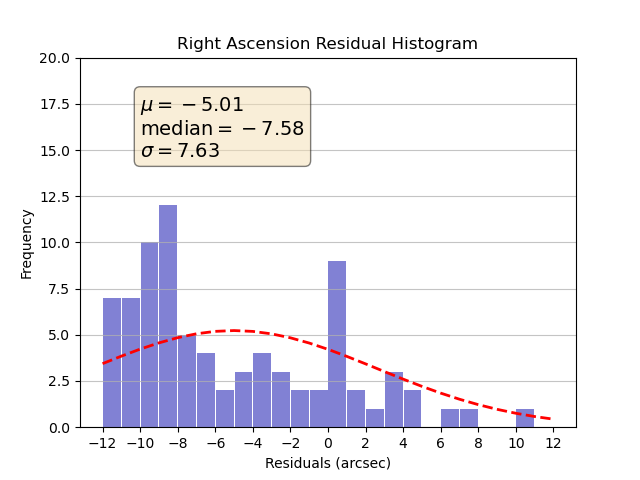 Right Ascension Residual Histogram
μ = −5.01
median = −7.58
σ = 7.63
Frequency
20.0
17.5
15.0
12.5
10.0
7.5
5.0
2.5
0.0
−12 −10 −8 −6 −4 −2 0 2 4 6 8 10 12
Residuals (arcsec)